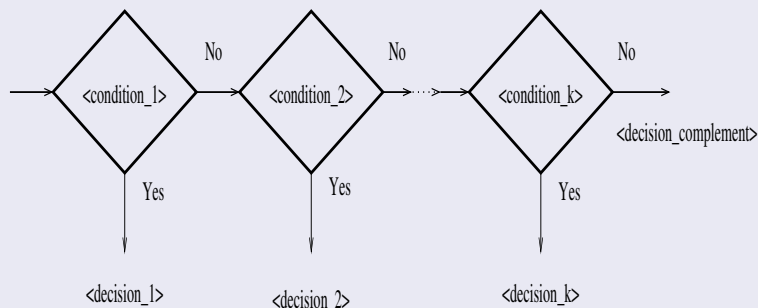 No
No
No
<condition_1>
<condition_2>
<condition_k>
<decision_complement>
Yes
Yes
Yes
<decision_1>
<decision_2>
<decision_k>